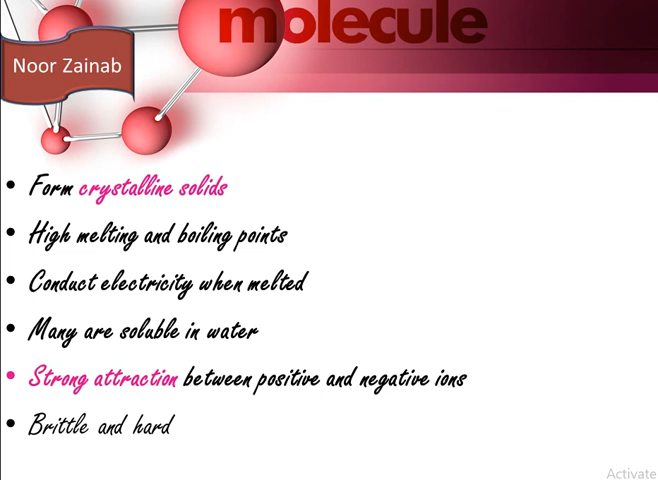 molecule
Noor Zainab
• Form crystalline solids
• High melting and boiling points
• Conduct electricity when melted
• Many are soluble in water
• Strong attraction between positive and negative ions
• Brittle and hard
Activate